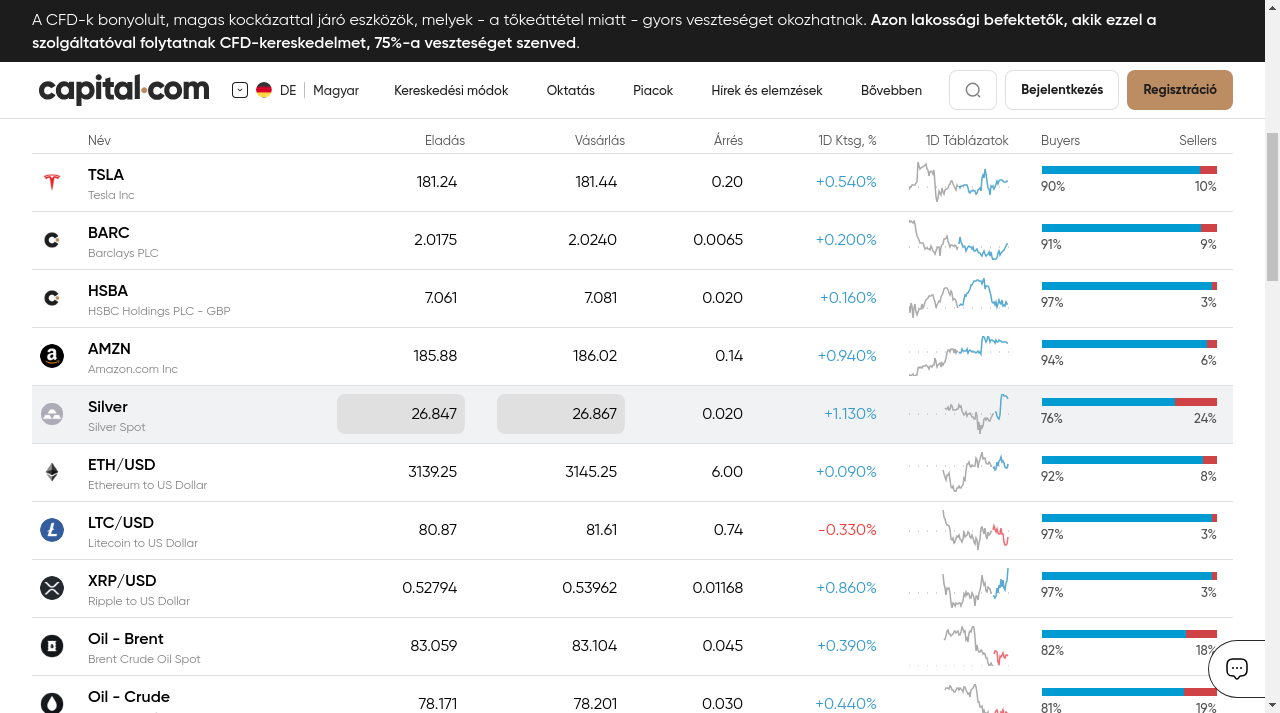 A CFD-k bonyolult, magas kockázattal járó eszközök, melyek - a tőkeáttétel miatt - gyors veszteséget okozhatnak. Azon lakossági befektetők, akik ezzel a
szolgáltatóval folytatnak CFD-kereskedelmet, 75%-a veszteséget szenved.
capital.com DE Magyar Kereskedési módok Oktatás Piacok Hírek és elemzések Bővebben Bejelentkezés Regisztráció
Név Eladás Vásárlás Árrés 1D Ktsg, % 1D Táblázatok Buyers Sellers
TSLA 181.24 181.44 0.20 +0.540% 90% 10%
Tesla Inc
BARC 2.0175 2.0240 0.0065 +0.200% 91% 9%
Barclays PLC
HSBA 7.061 7.081 0.020 +0.160% 97% 3%
HSBC Holdings PLC - GBP
AMZN 185.88 186.02 0.14 +0.940% 94% 6%
Amazon.com Inc
Silver 26.847 26.867 0.020 +1.130% 76% 24%
Silver Spot
ETH/USD 3139.25 3145.25 6.00 +0.090% 92% 8%
Ethereum to US Dollar
LTC/USD 80.87 81.61 0.74 -0.330% 97% 3%
Litecoin to US Dollar
XRP/USD 0.52794 0.53962 0.01168 +0.860% 97% 3%
Ripple to US Dollar
Oil - Brent 83.059 83.104 0.045 +0.390% 82% 18%
Brent Crude Oil Spot
Oil - Crude 78.171 78.201 0.030 +0.440% 81% 19%